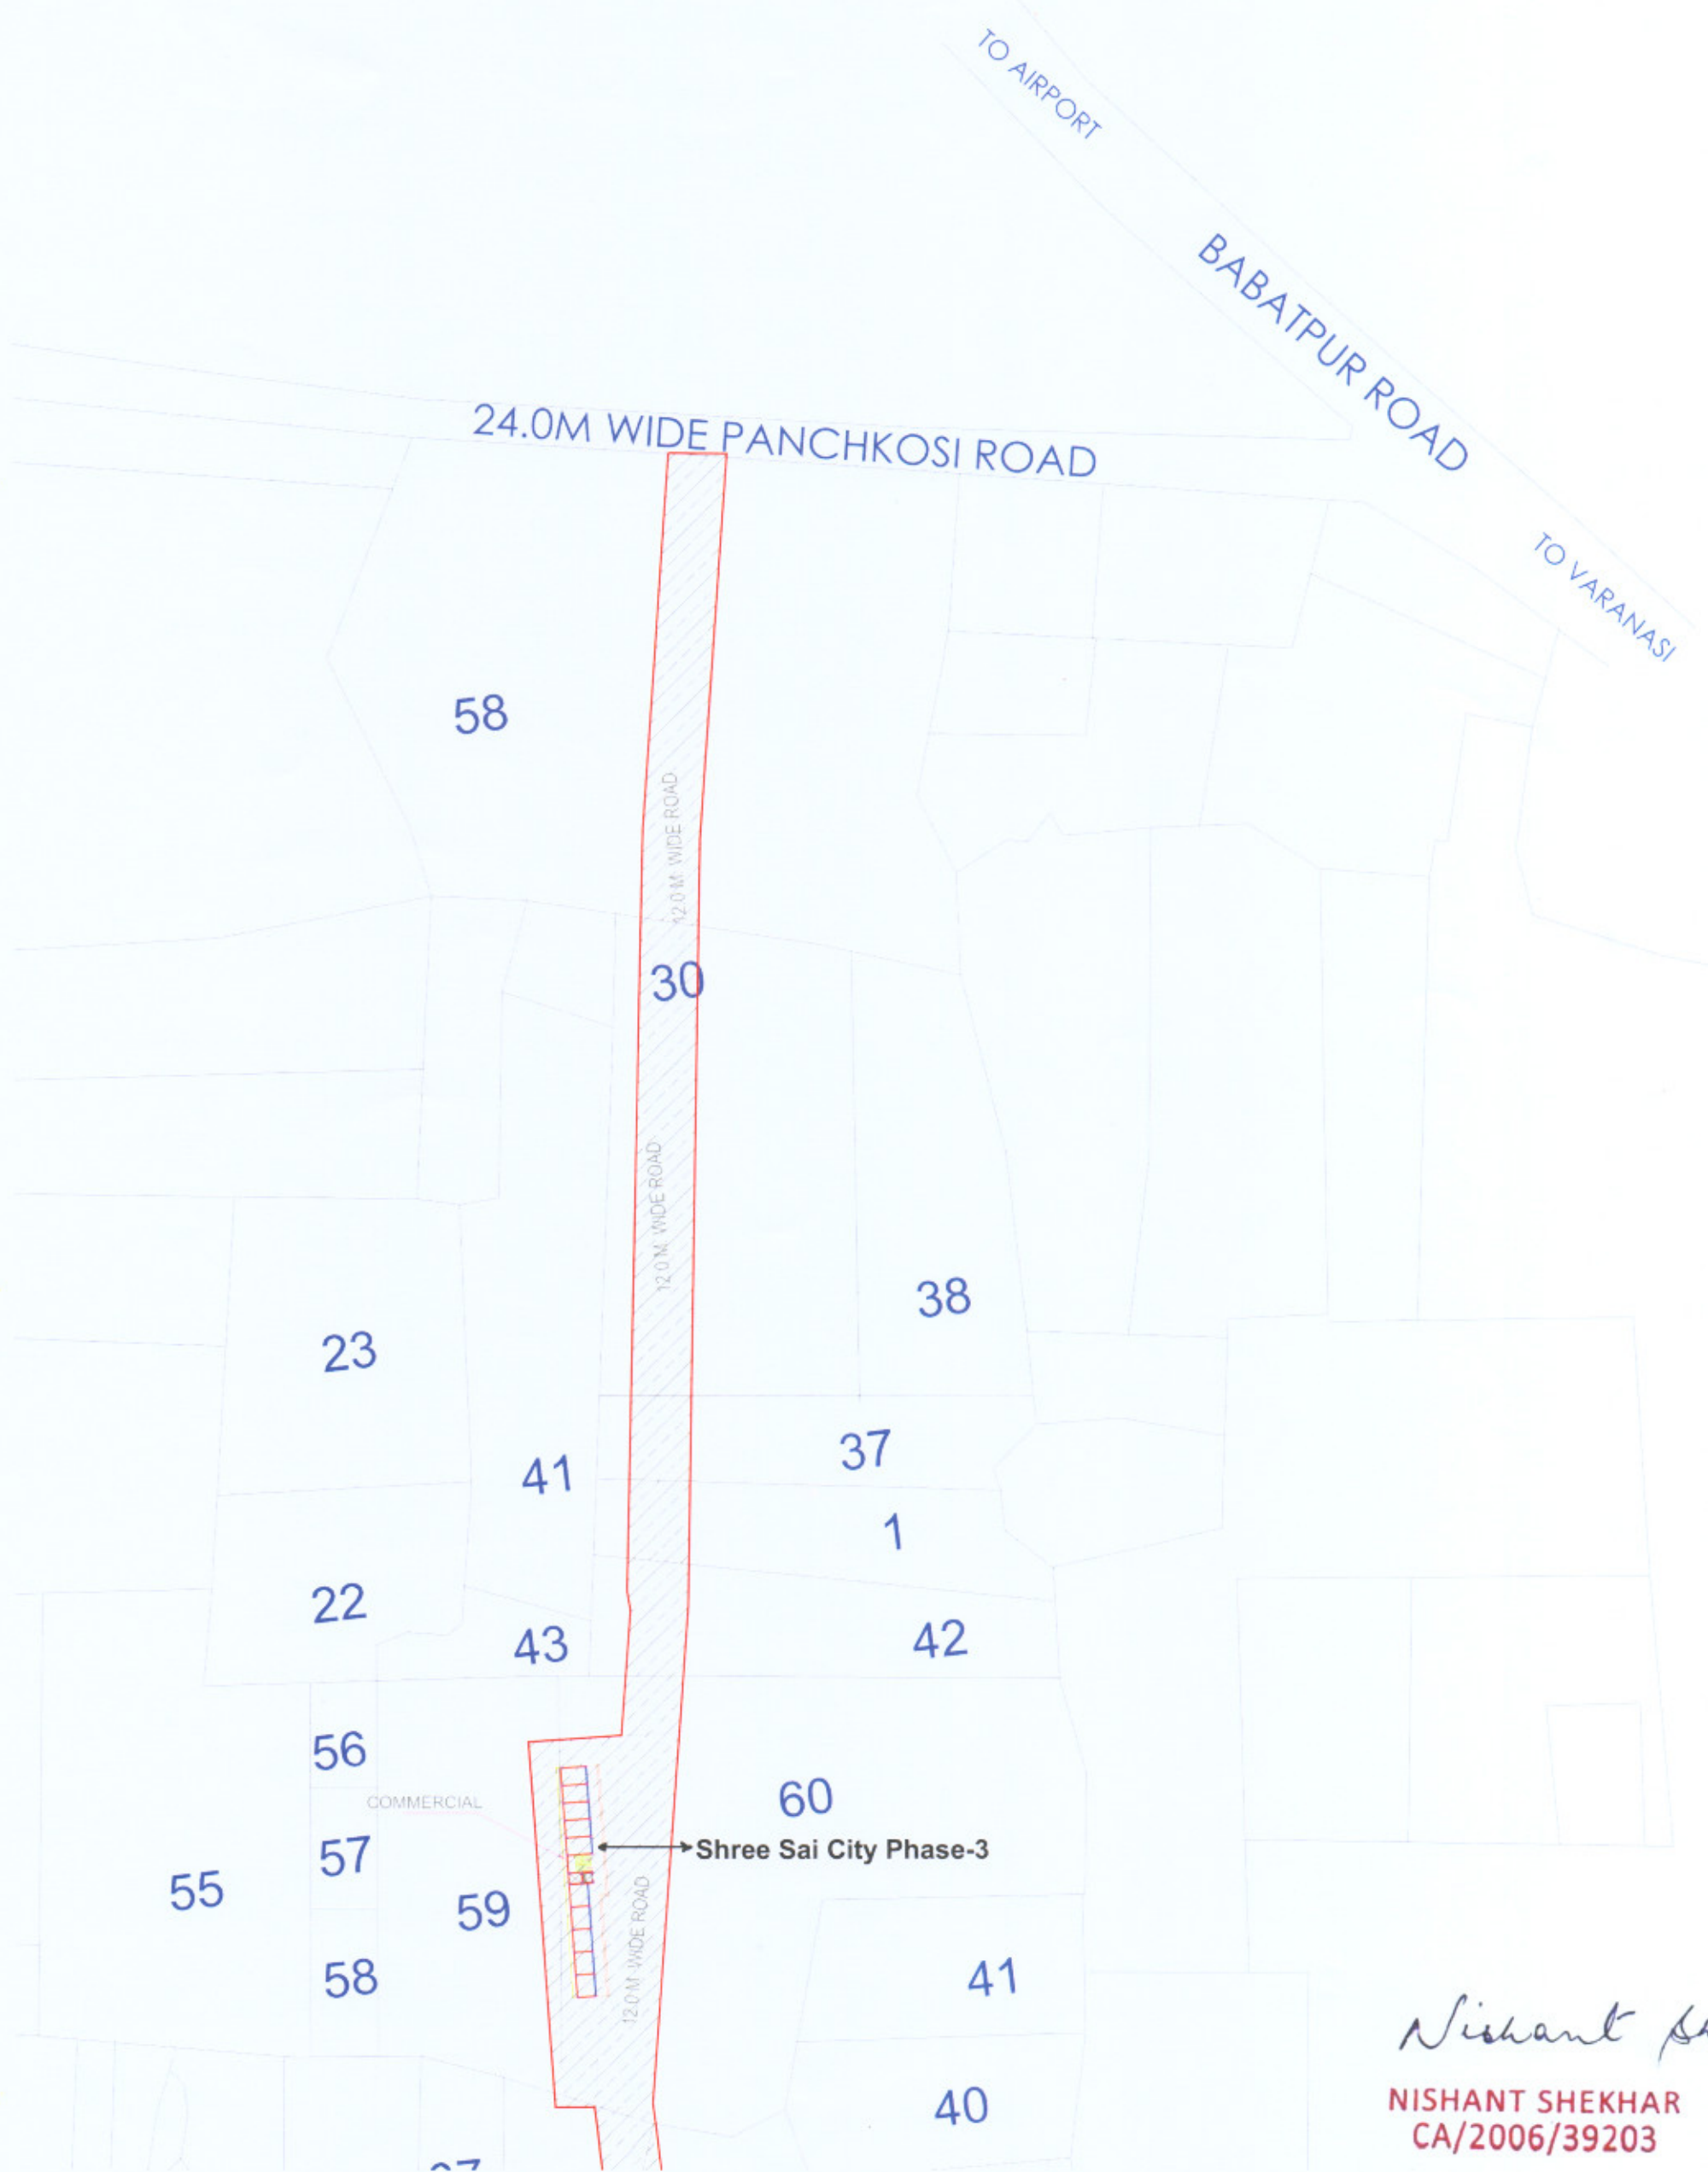 TO AIRPORT
BABATPUR ROAD
24.0M WIDE PANCHKOSI ROAD
TO VARANASI
58
12.0 M WIDE ROAD
30
12.0 M WIDE ROAD
38
23
37
41
1
22
43
42
56
60
COMMERCIAL
Shree Sai City Phase-3
57
55
59
12.0 M WIDE ROAD
58
41
Nishant
40
NISHANT SHEKHAR
CA/2006/39203